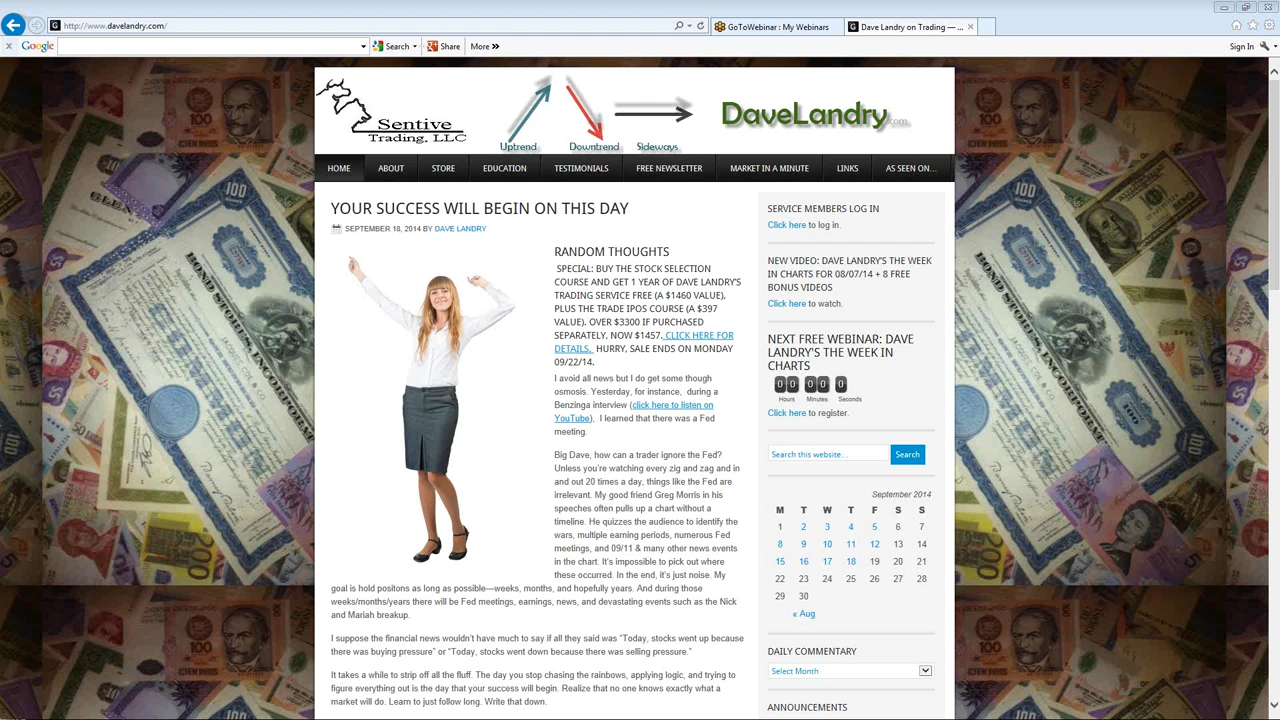 http://www.davelandry.com/
GoToWebinar : My Webinars
Dave Landry on Trading — ...
Google
Search
Share
More »
Sign In
Sentive
Trading, LLC
Uptrend
Downtrend
Sideways
DaveLandry.com
HOME
ABOUT
STORE
EDUCATION
TESTIMONIALS
FREE NEWSLETTER
MARKET IN A MINUTE
LINKS
AS SEEN ON…
YOUR SUCCESS WILL BEGIN ON THIS DAY
SEPTEMBER 18, 2014 BY DAVE LANDRY
RANDOM THOUGHTS
SPECIAL: BUY THE STOCK SELECTION
COURSE AND GET 1 YEAR OF DAVE LANDRY'S
TRADING SERVICE FREE (A $1460 VALUE),
PLUS THE TRADE IPOS COURSE (A $397
VALUE). OVER $3300 IF PURCHASED
SEPARATELY, NOW $1457. CLICK HERE FOR
DETAILS. HURRY, SALE ENDS ON MONDAY
09/22/14.
I avoid all news but I do get some though
osmosis. Yesterday, for instance, during a
Benzinga interview (click here to listen on
YouTube), I learned that there was a Fed
meeting.
Big Dave, how can a trader ignore the Fed?
Unless you're watching every zig and zag and in
and out 20 times a day, things like the Fed are
irrelevant. My good friend Greg Morris in his
speeches often pulls up a chart without a
timeline. He quizzes the audience to identify the
wars, multiple earning periods, numerous Fed
meetings, and 09/11 & many other news events
in the chart. It's impossible to pick out where
these occurred. In the end, it's just noise. My
goal is hold positons as long as possible—weeks, months, and hopefully years. And during those
weeks/months/years there will be Fed meetings, earnings, news, and devastating events such as the Nick
and Mariah breakup.
I suppose the financial news wouldn't have much to say if all they said was “Today, stocks went up because
there was buying pressure” or “Today, stocks went down because there was selling pressure.”
It takes a while to strip off all the fluff. The day you stop chasing the rainbows, applying logic, and trying to
figure everything out is the day that your success will begin. Realize that no one knows exactly what a
market will do. Learn to just follow long. Write that down.
SERVICE MEMBERS LOG IN
Click here to log in.
NEW VIDEO: DAVE LANDRY'S THE WEEK
IN CHARTS FOR 08/07/14 + 8 FREE
BONUS VIDEOS
Click here to watch.
NEXT FREE WEBINAR: DAVE
LANDRY'S THE WEEK IN
CHARTS
0 0 0 0 0
Hours Minutes Seconds
Click here to register.
Search this website…
Search
September 2014
M T W T F S S
1 2 3 4 5 6 7
8 9 10 11 12 13 14
15 16 17 18 19 20 21
22 23 24 25 26 27 28
29 30
« Aug
DAILY COMMENTARY
Select Month
ANNOUNCEMENTS